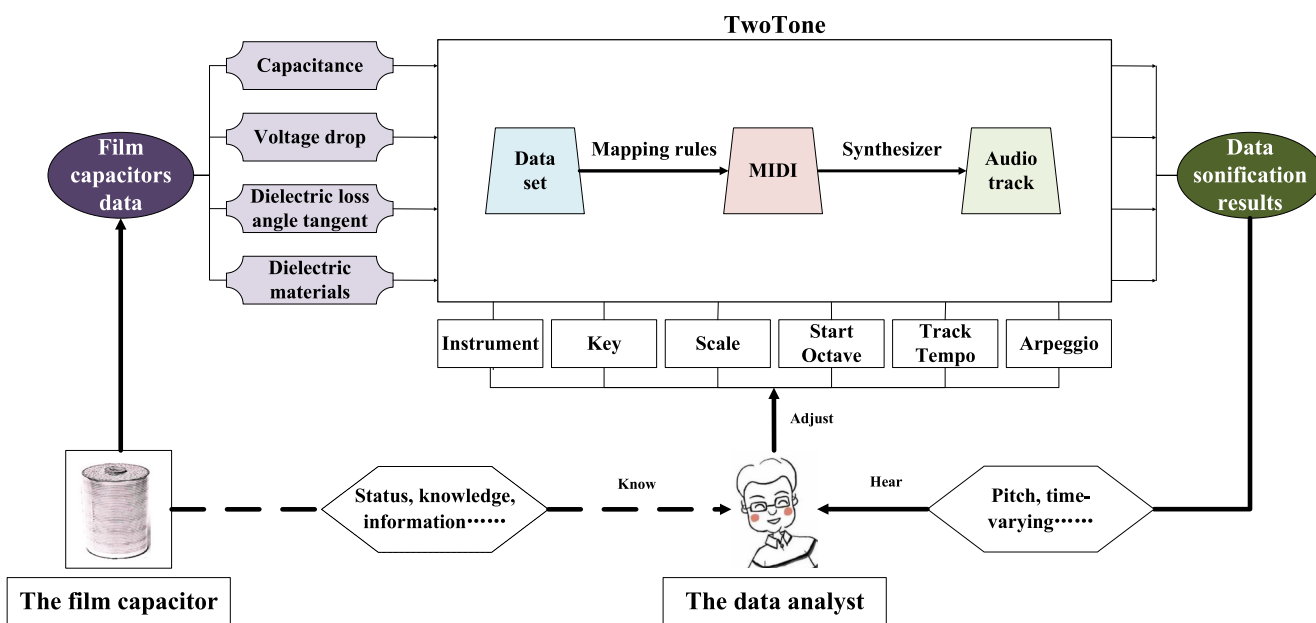 TwoTone
Capacitance
Voltage drop
Dielectric loss
angle tangent
Dielectric
materials
Film
capacitors
data
Data
set
Mapping rules
MIDI
Synthesizer
Audio
track
Data
sonification
results
Instrument
Key
Scale
Start
Octave
Track
Tempo
Arpeggio
Adjust
Status, knowledge,
information······
Know
Hear
Pitch, time-
varying······
The film capacitor
The data analyst